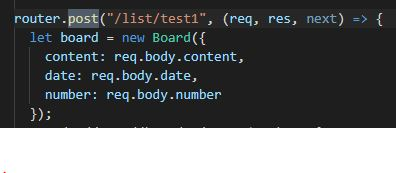 router.post("/list/test1", (req, res, next) => {
let board = new Board({
content: req.body.content,
date: req.body.date,
number: req.body.number
});